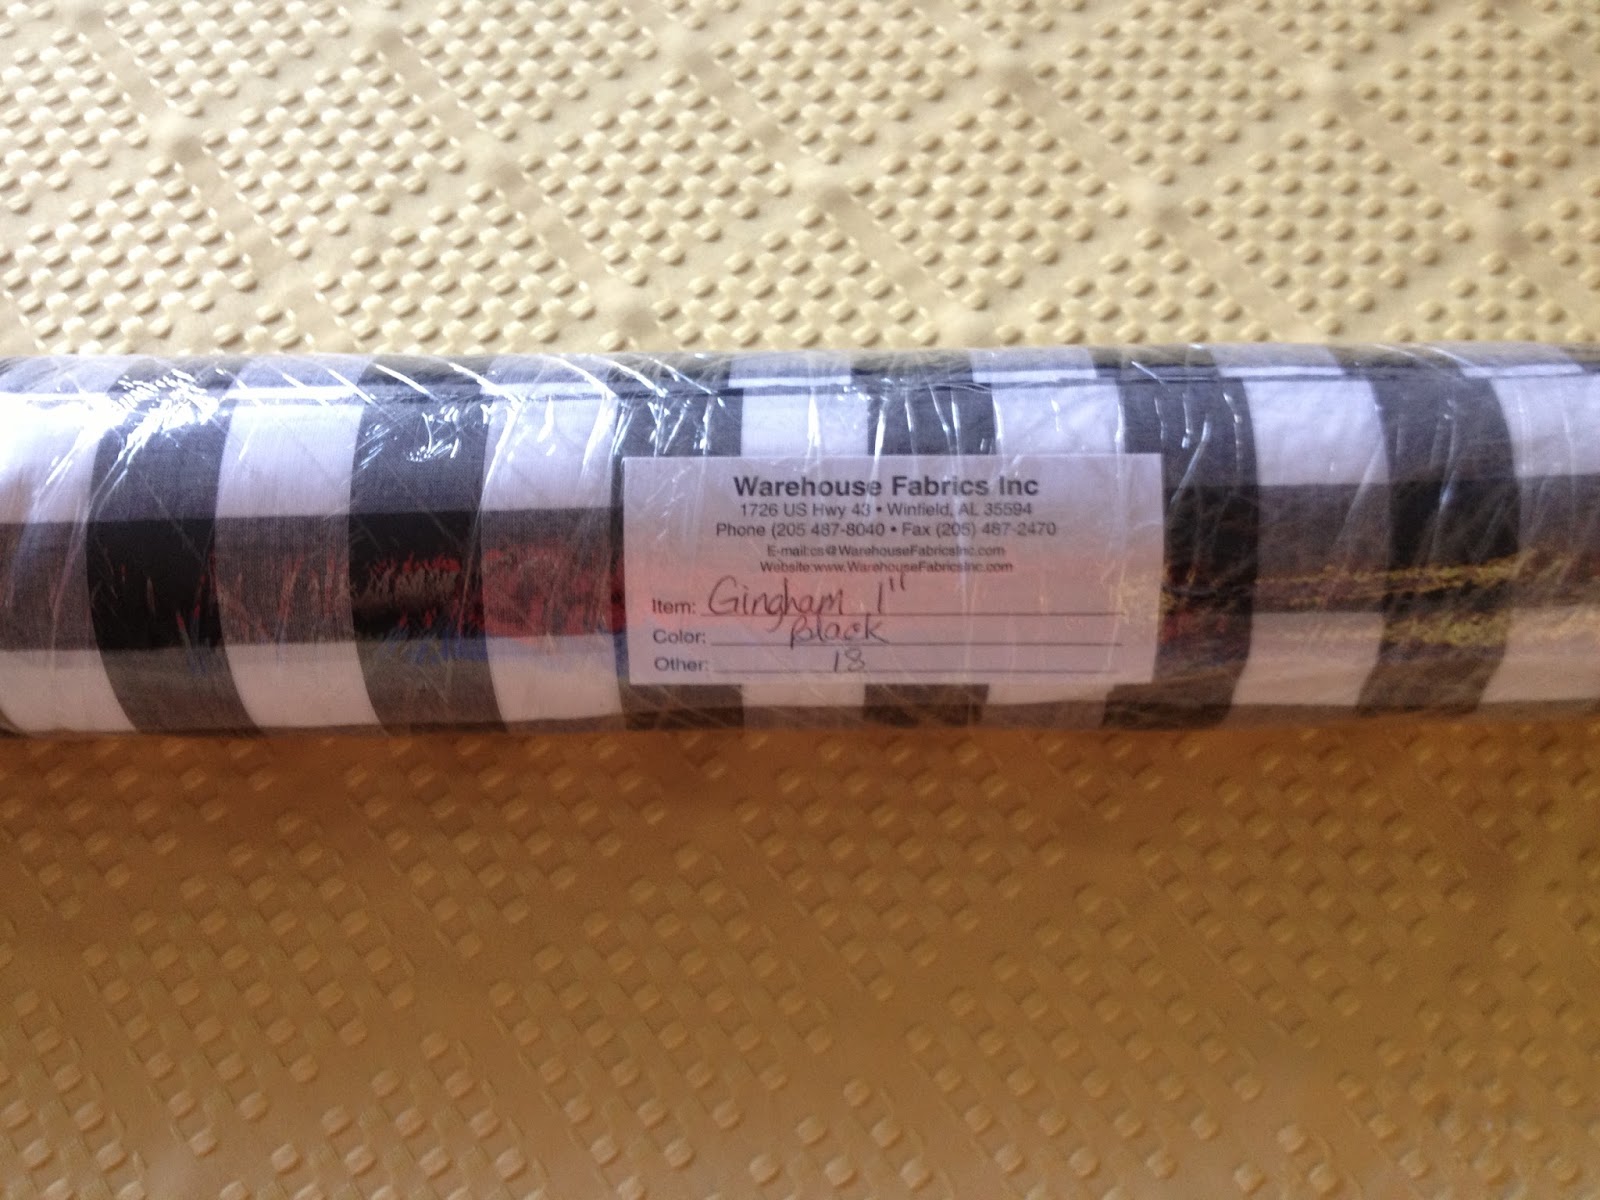 Warehouse Fabrics Inc
1726 US Hwy 43 • Winfield, AL 35594
Phone (205 487-8040 • Fax (205) 487-2470
E-mail:cs@WarehouseFabricsInc.com
Website:www.WarehouseFabricsInc.com
Item: Gingham 1"
Color: Black
Other: 18